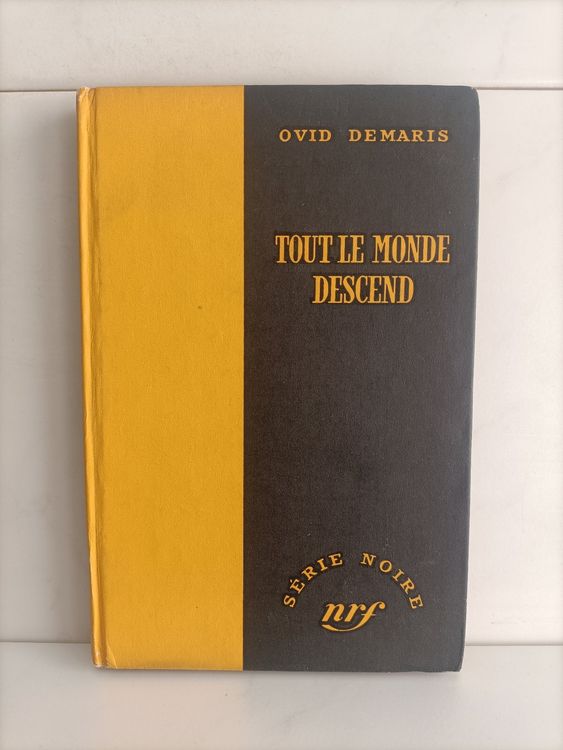 OVID DEMARIS
TOUT LE MONDE
DESCEND
SÉRIE NOIRE
nrf